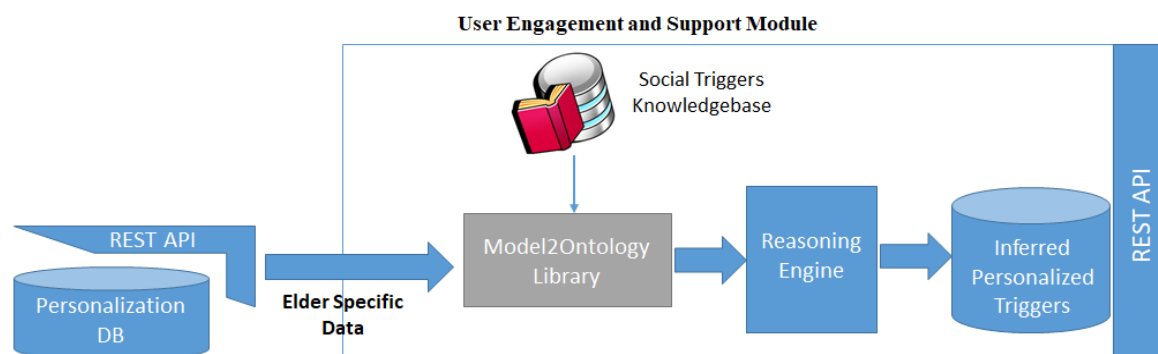 User Engagement and Support Module
Social Triggers
Knowledgebase
REST API
Personalization
DB
Elder Specific
Data
Model2Ontology
Library
Reasoning
Engine
Inferred
Personalized
Triggers
REST API